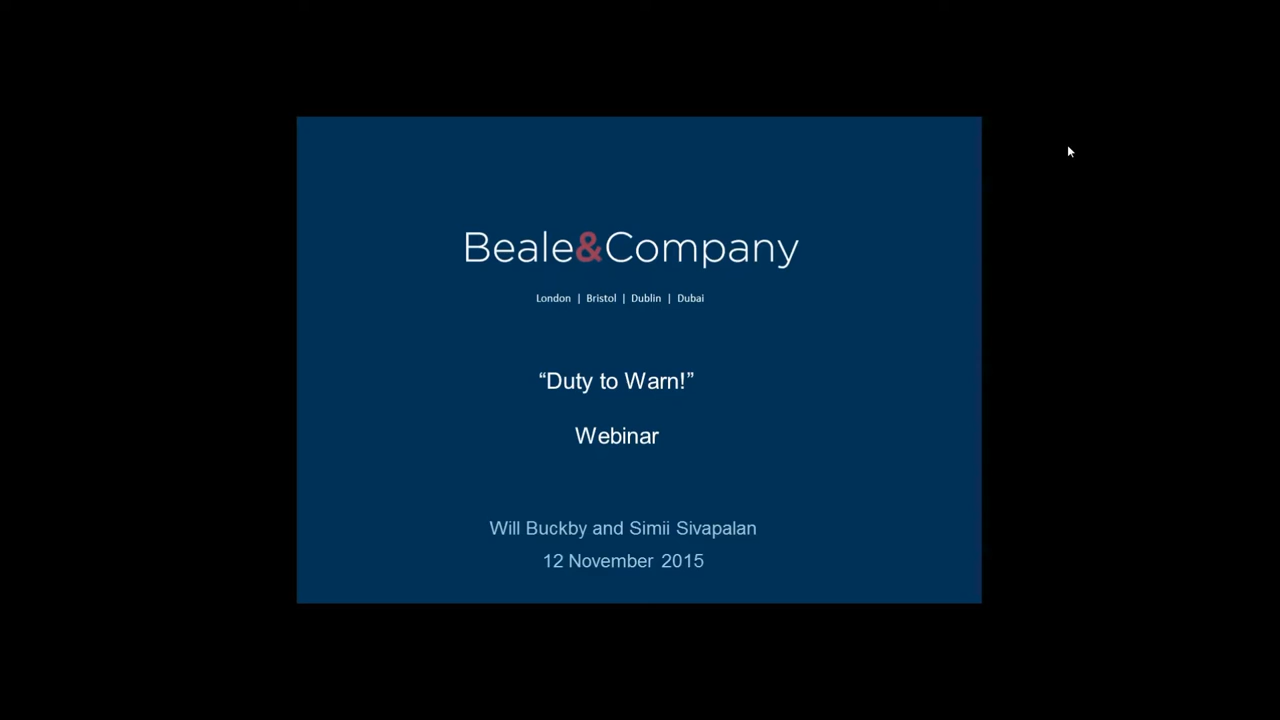 Beale&Company
London | Bristol | Dublin | Dubai
“Duty to Warn!”
Webinar
Will Buckby and Simii Sivapalan
12 November 2015